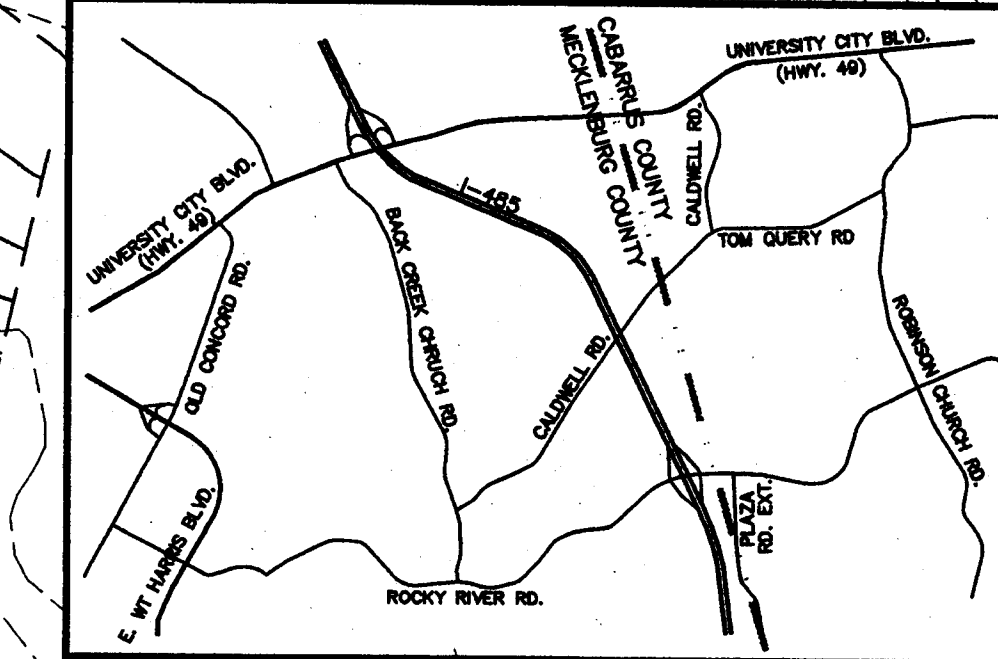 UNIVERSITY CITY BLVD.
(HWY. 49)
CABARRUS COUNTY
MECKLENBURG COUNTY
CALDWELL RD.
UNIVERSITY CITY BLVD.
(HWY. 49)
I-485
BACK CREEK CHRUCH RD.
TOM QUERY RD
OLD CONCORD RD.
CALDWELL RD.
ROBINSON CHURCH RD.
E. WT HARRIS BLVD.
PLAZA
RD. EXT.
ROCKY RIVER RD.